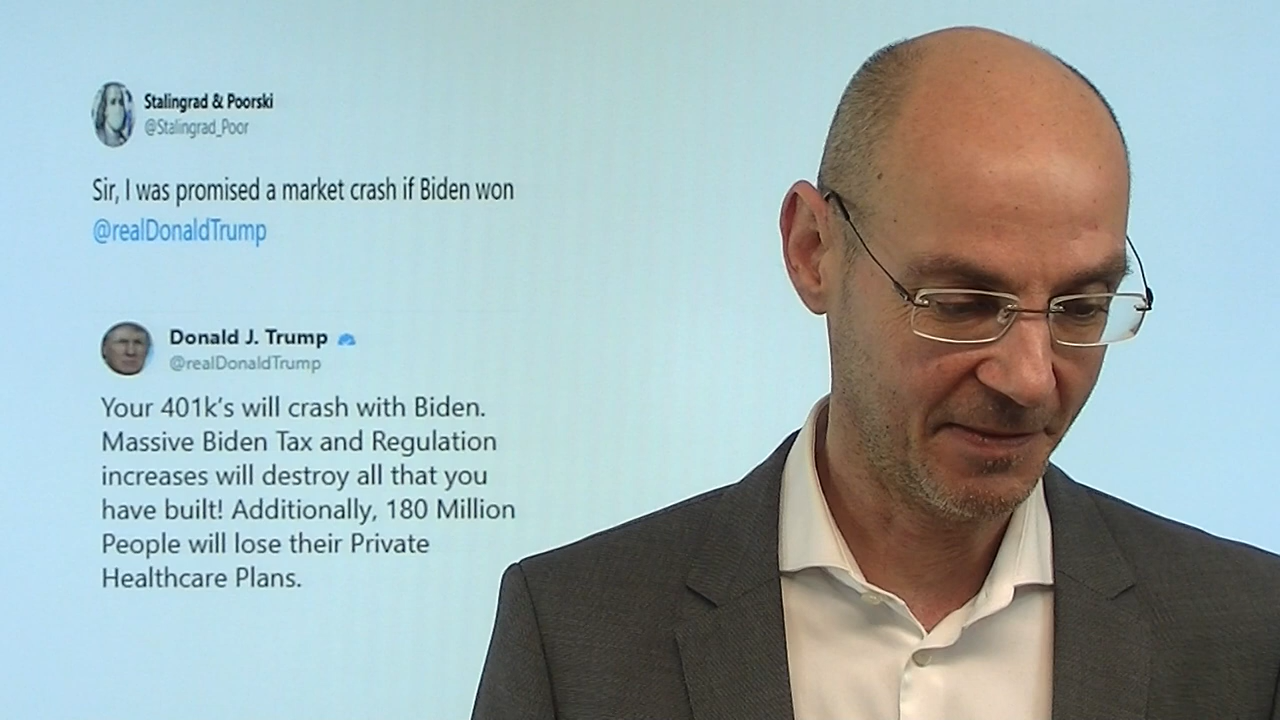 Stalingrad & Poorski
@Stalingrad_Poor
Sir, I was promised a market crash if Biden won
@realDonaldTrump
Donald J. Trump
@realDonaldTrump
Your 401k's will crash with Biden.
Massive Biden Tax and Regulation
increases will destroy all that you
have built! Additionally, 180 Million
People will lose their Private
Healthcare Plans.